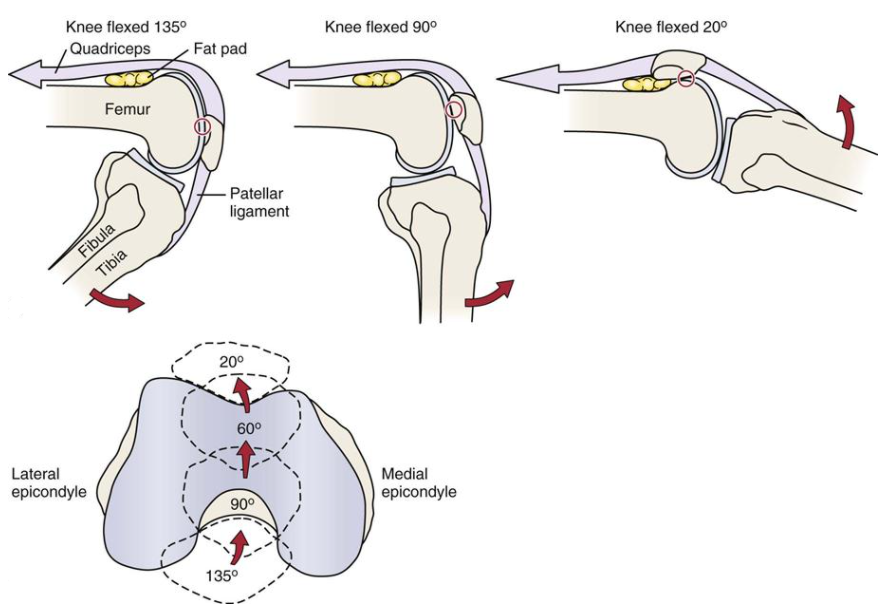 Knee flexed 135º
Quadriceps
Fat pad
Femur
Patellar
ligament
Fibula
Tibia
Knee flexed 90º
Knee flexed 20º
20º
60º
Lateral
epicondyle
Medial
epicondyle
90º
135º